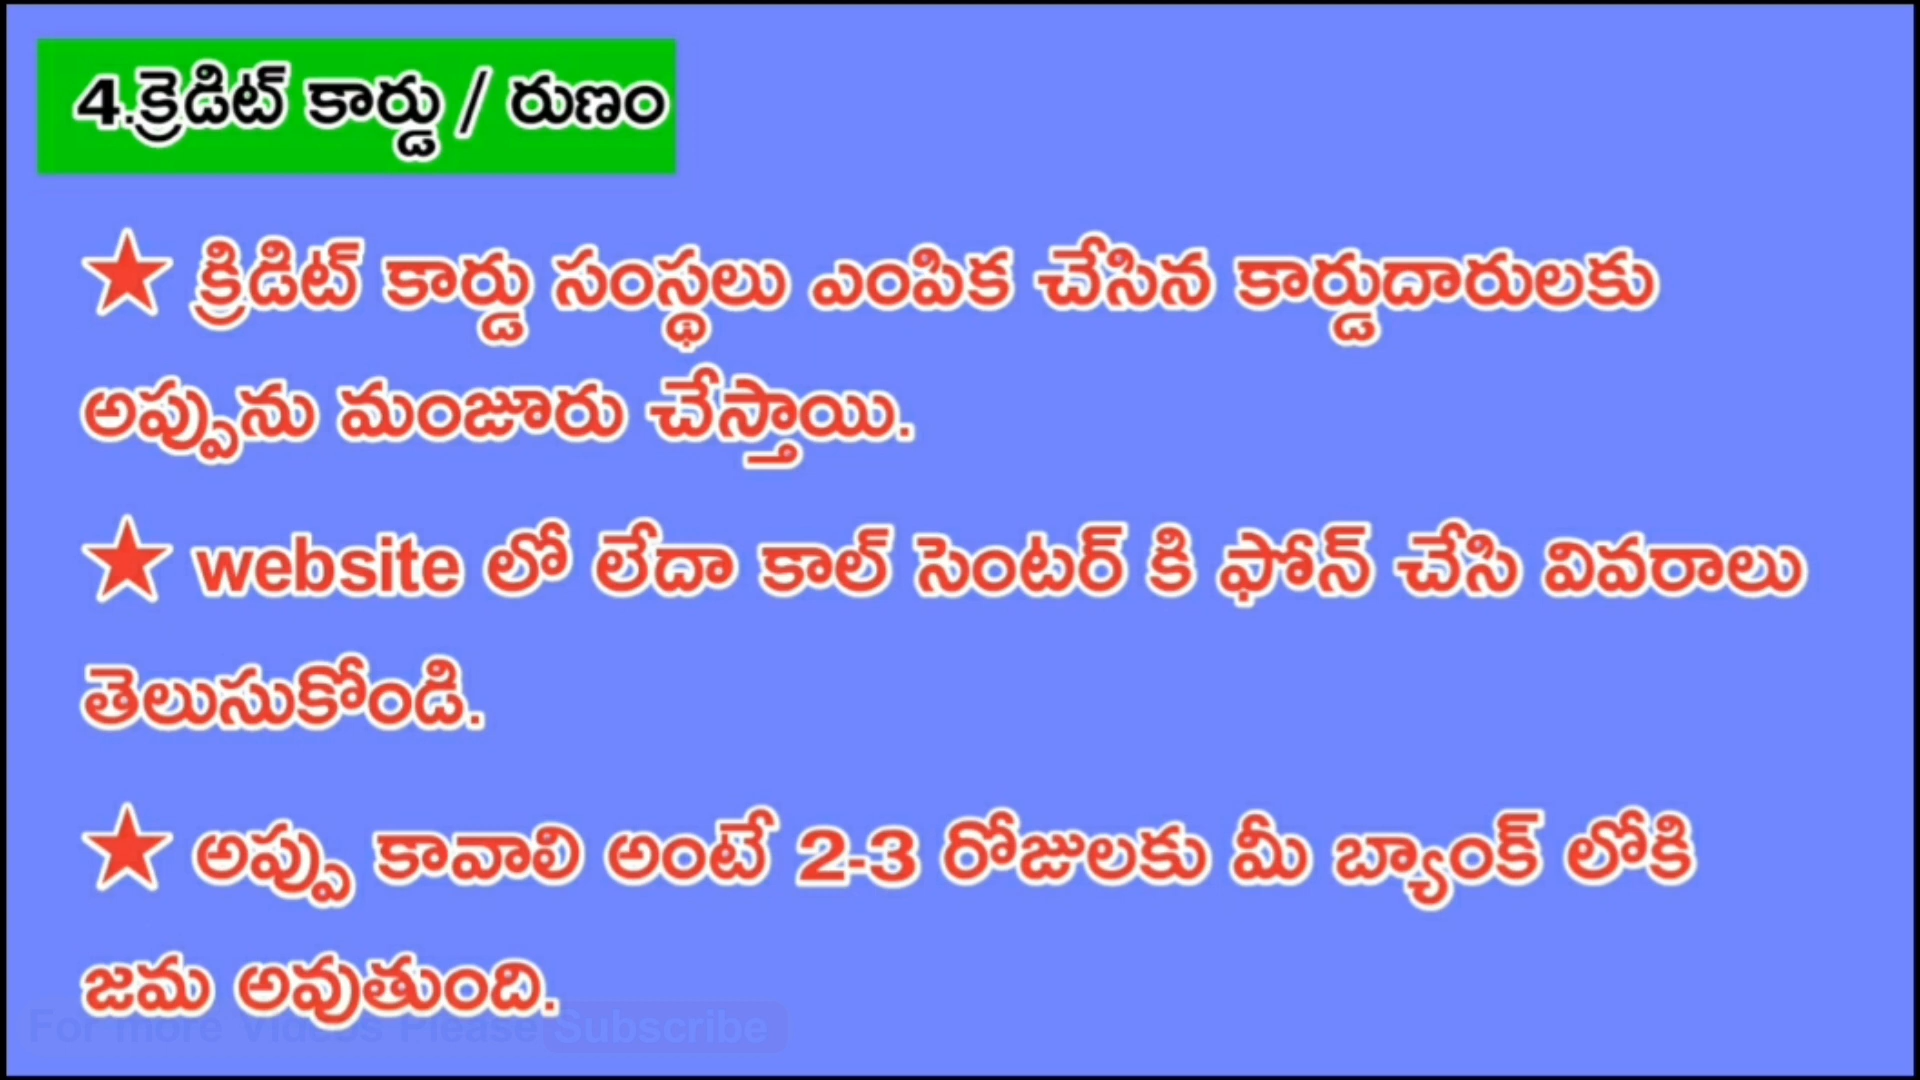 4.క్రెడిట్ కార్డు / రుణం
★ క్రిడిట్ కార్డు సంస్థలు ఎంపిక చేసిన కార్డుదారులకు
అప్పును మంజూరు చేస్తాయి.
★ website లో లేదా కాల్ సెంటర్ కి ఫోన్ చేసి వివరాలు
తెలుసుకోండి.
★ అప్పు కావాలి అంటే 2-3 రోజులకు మీ బ్యాంక్ లోకి
జమ అవుతుంది.
For more Videos Please Subscribe